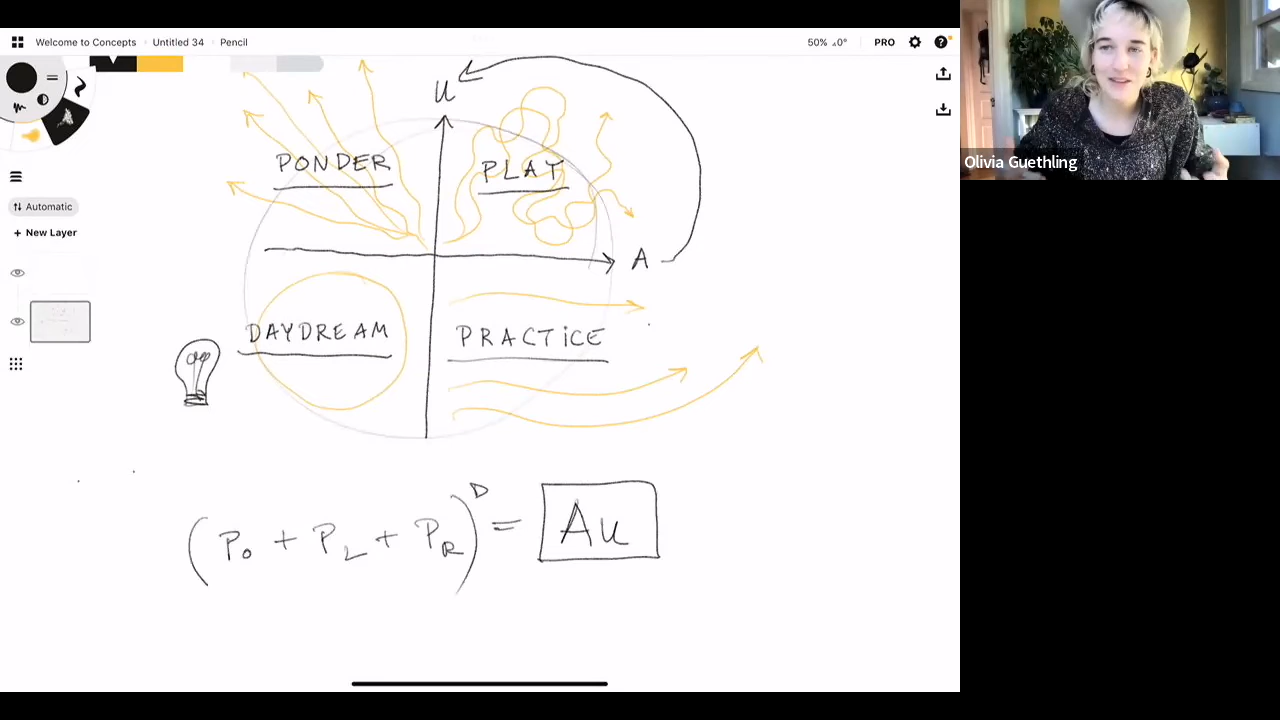 Welcome to Concepts · Untitled 34 · Pencil
50% ⊿0° PRO
U
PONDER
PLAY
Olivia Guethling
Automatic
+ New Layer
A
DAYDREAM
PRACTiCE
(Po + PL + PR)D = Au